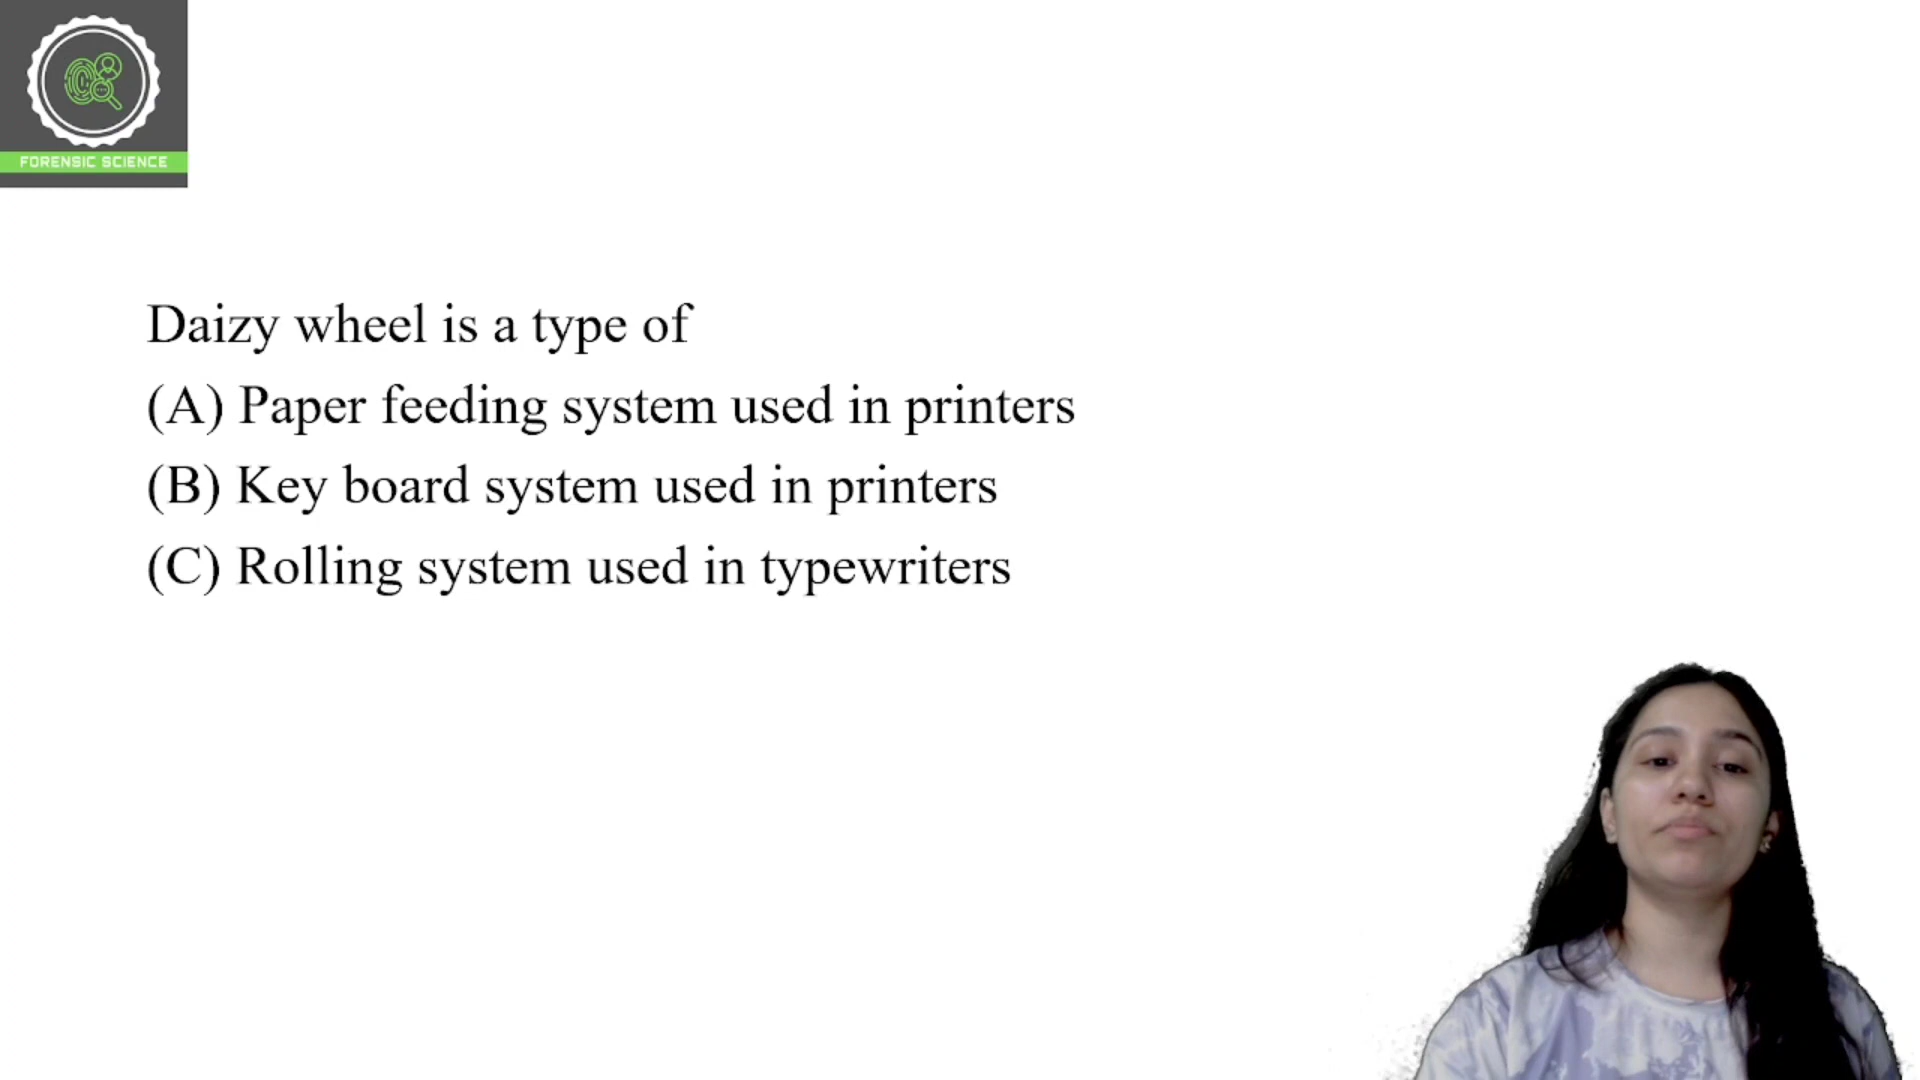 FORENSIC SCIENCE
Daizy wheel is a type of
(A) Paper feeding system used in printers
(B) Key board system used in printers
(C) Rolling system used in typewriters